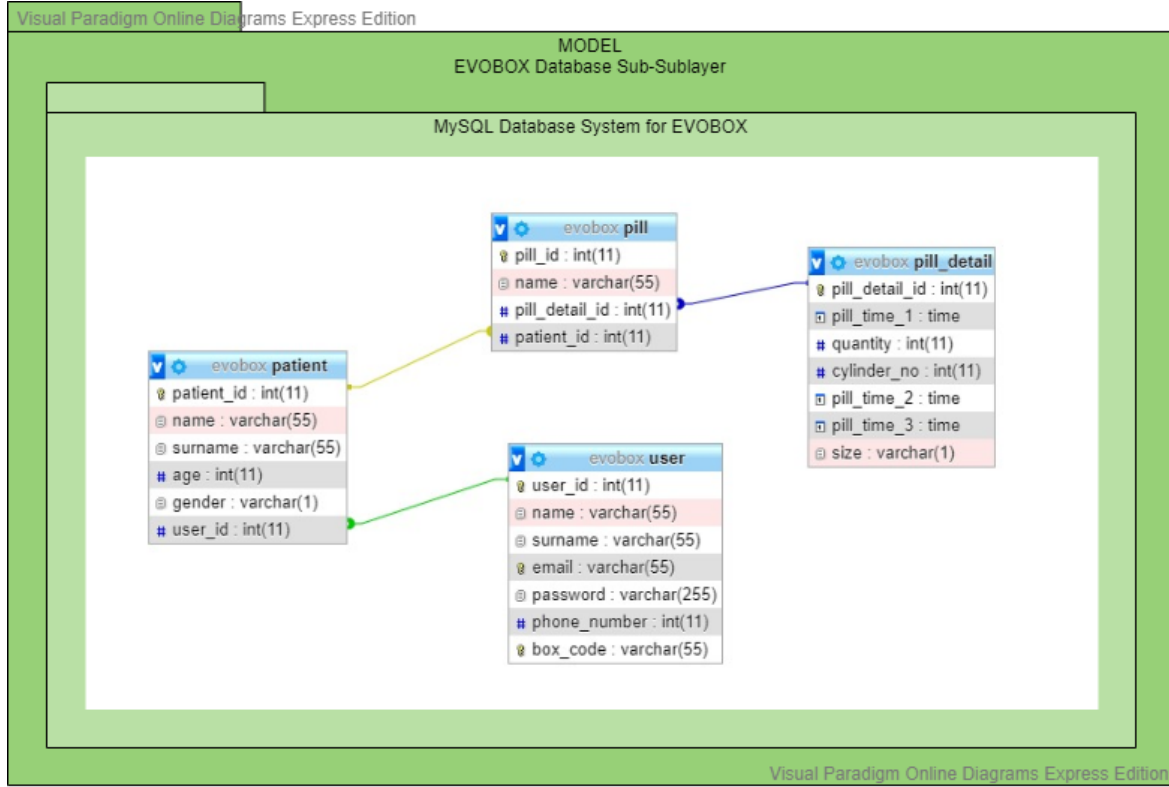 Visual Paradigm Online Diagrams Express Edition
MODEL
EVOBOX Database Sub-Sublayer
MySQL Database System for EVOBOX
evobox pill
pill_id : int(11)
name : varchar(55)
pill_detail_id : int(11)
patient_id : int(11)
evobox pill_detail
pill_detail_id : int(11)
pill_time_1 : time
quantity : int(11)
cylinder_no : int(11)
pill_time_2 : time
pill_time_3 : time
size : varchar(1)
evobox patient
patient_id : int(11)
name : varchar(55)
surname : varchar(55)
age : int(11)
gender : varchar(1)
user_id : int(11)
evobox user
user_id : int(11)
name : varchar(55)
surname : varchar(55)
email : varchar(55)
password : varchar(255)
phone_number : int(11)
box_code : varchar(55)
Visual Paradigm Online Diagrams Express Edition